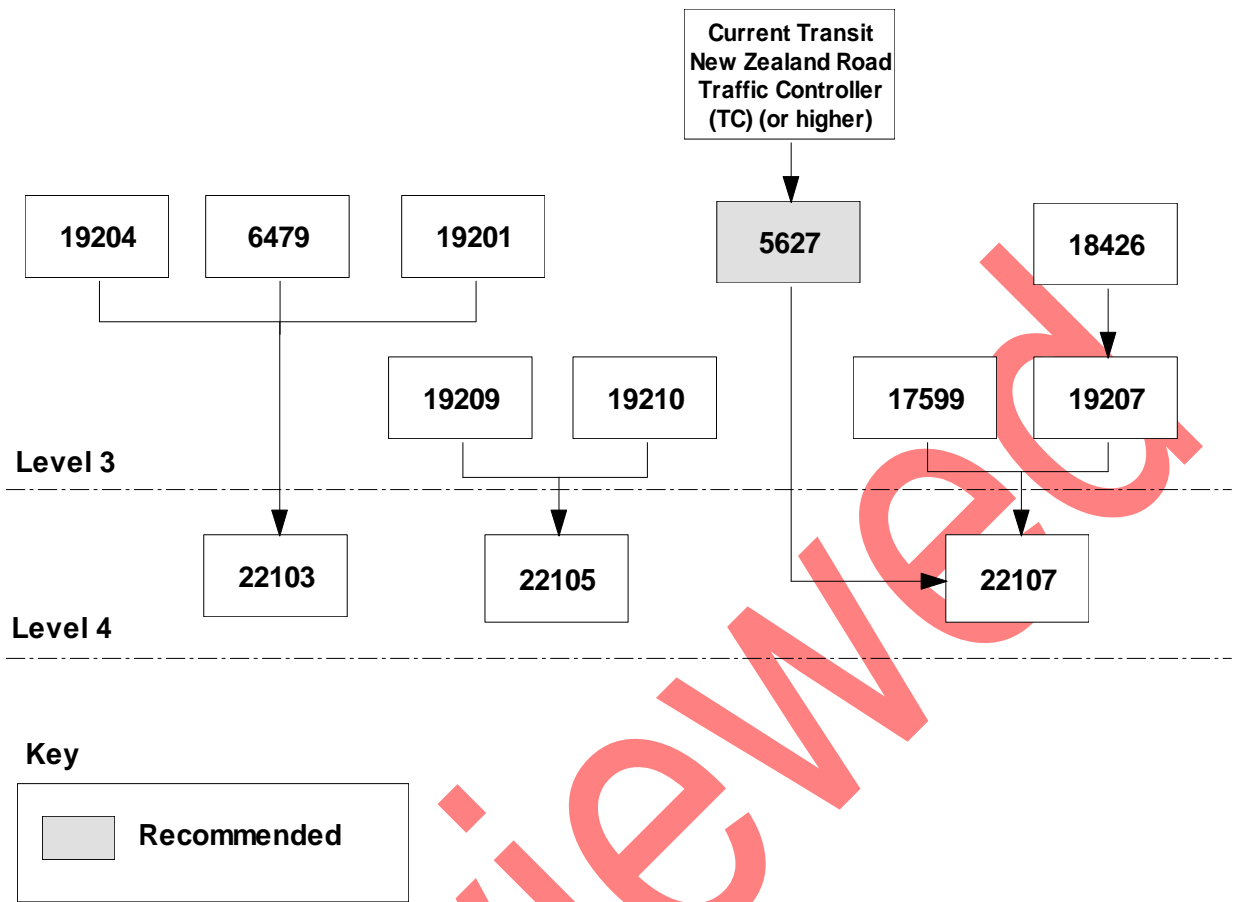 Current Transit
New Zealand Road
Traffic Controller
(TC) (or higher)
19204
6479
19201
5627
18426
19209
19210
17599
19207
Level 3
22103
22105
22107
Level 4
Key
Recommended
iewed